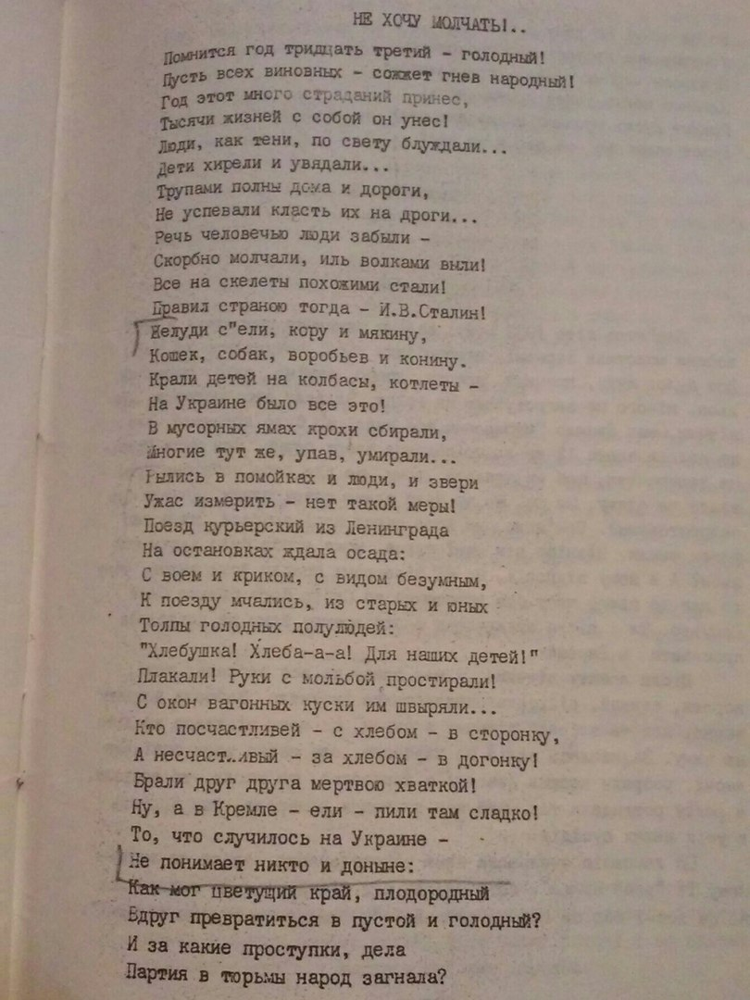 НЕ ХОЧУ МОЛЧАТЬ!..
Помнится год тридцать третий - голодный!
Пусть всех виновных - сожжет гнев народный!
Год этот много страданий принес,
Тысячи жизней с собой он унес!
Люди, как тени, по свету блуждали...
Дети хирели и увядали...
Трупами полны дома и дороги,
Не успевали класть их на дроги...
Речь человечью люди забыли -
Скорбно молчали, иль волками выли!
Все на скелеты похожими стали!
Правил страною тогда - И.В.Сталин!
Желуди с"ели, кору и мякину,
Кошек, собак, воробьев и конину.
Крали детей на колбасы, котлеты -
На Украине было все это!
В мусорных ямах крохи сбирали,
Многие тут же, упав, умирали...
Рылись в помойках и люди, и звери
Ужас измерить - нет такой меры!
Поезд курьерский из Ленинграда
На остановках ждала осада:
С воем и криком, с видом безумным,
К поезду мчались, из старых и юных
Толпы голодных полулюдей:
"Хлебушка! Хлеба-а-а! Для наших детей!"
Плакали! Руки с мольбой простирали!
С окон вагонных куски им швыряли...
Кто посчастливей - с хлебом - в сторонку,
А несчаст..ивый - за хлебом - в догонку!
Брали друг друга мертвою хваткой!
Ну, а в Кремле - ели - пили там сладко!
То, что случилось на Украине -
Не понимает никто и доныне:
Как мог цветущий край, плодородный
Вдруг превратиться в пустой и голодный?
И за какие проступки, дела
Партия в тюрьмы народ загнала?